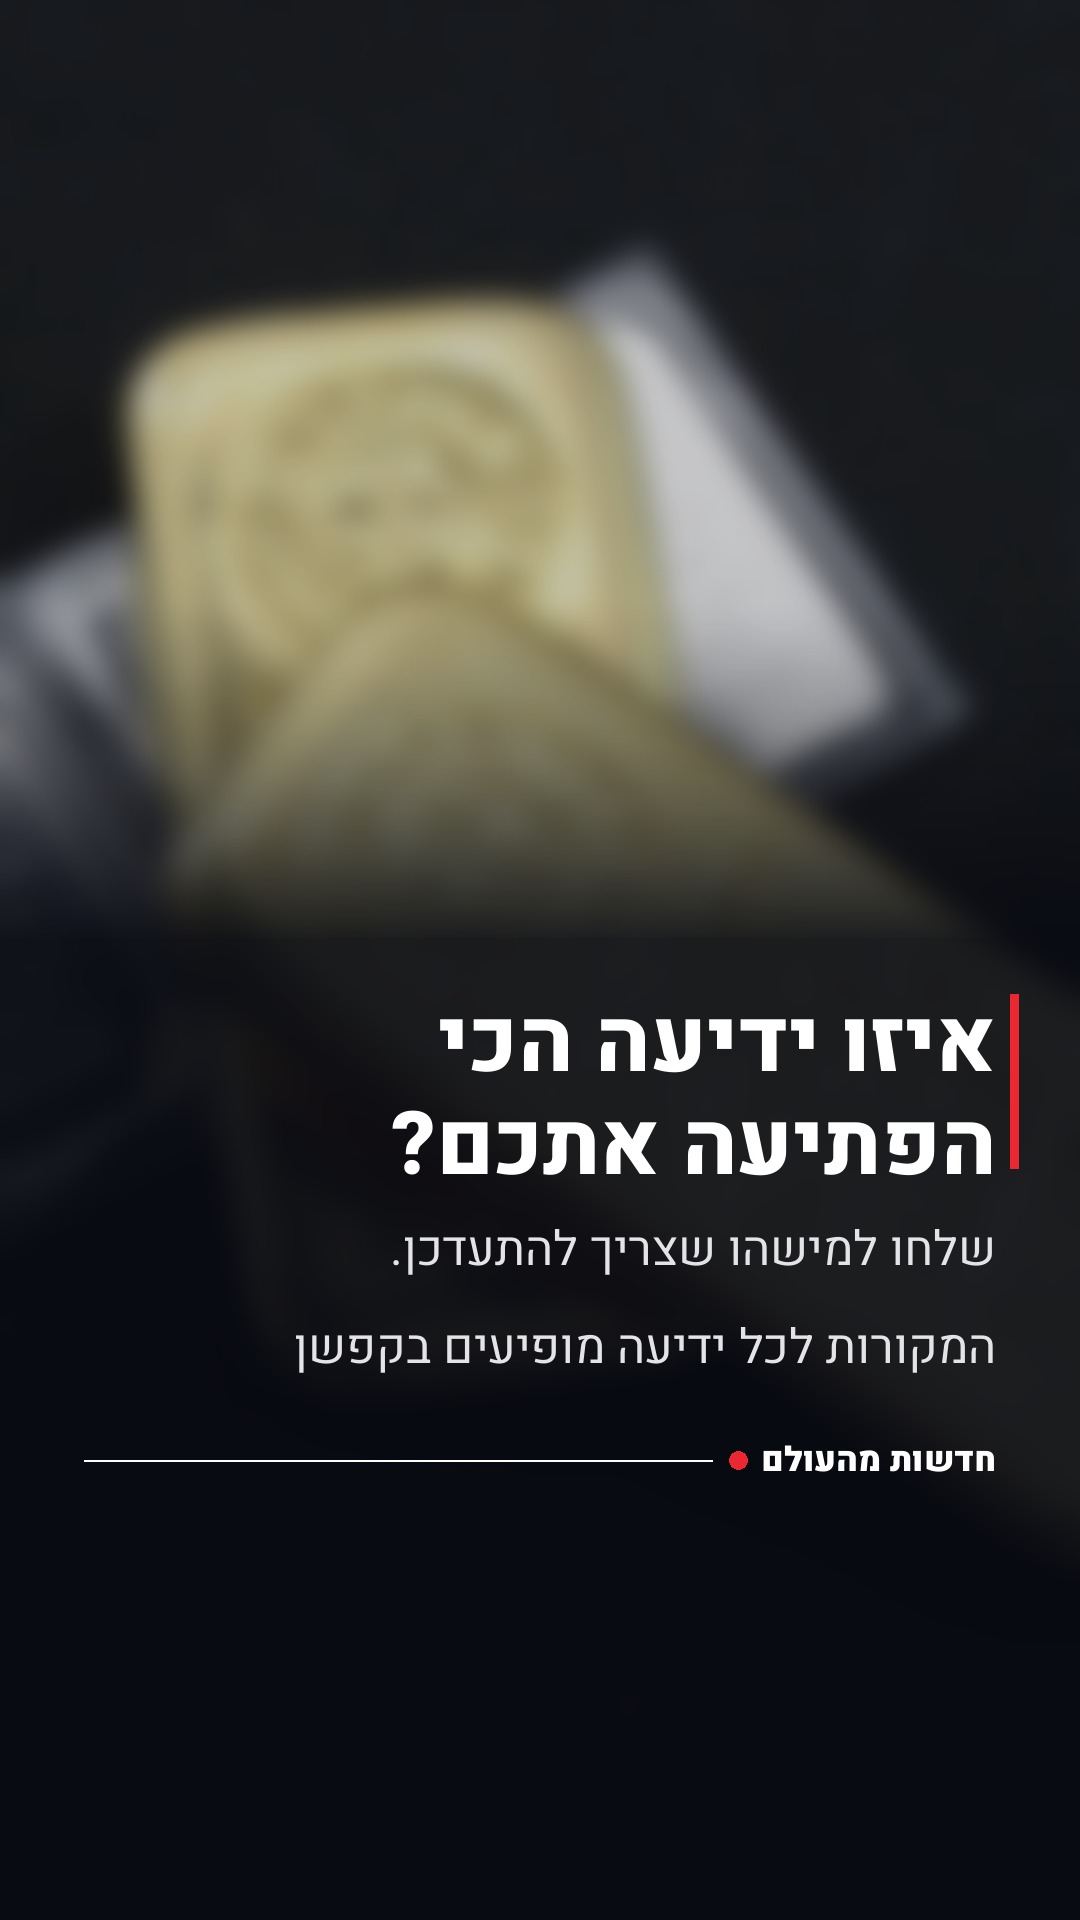 איזו ידיעה הכי
הפתיעה אתכם?
שלחו למישהו שצריך להתעדכן.
המקורות לכל ידיעה מופיעים בקפשן
חדשות מהעולם